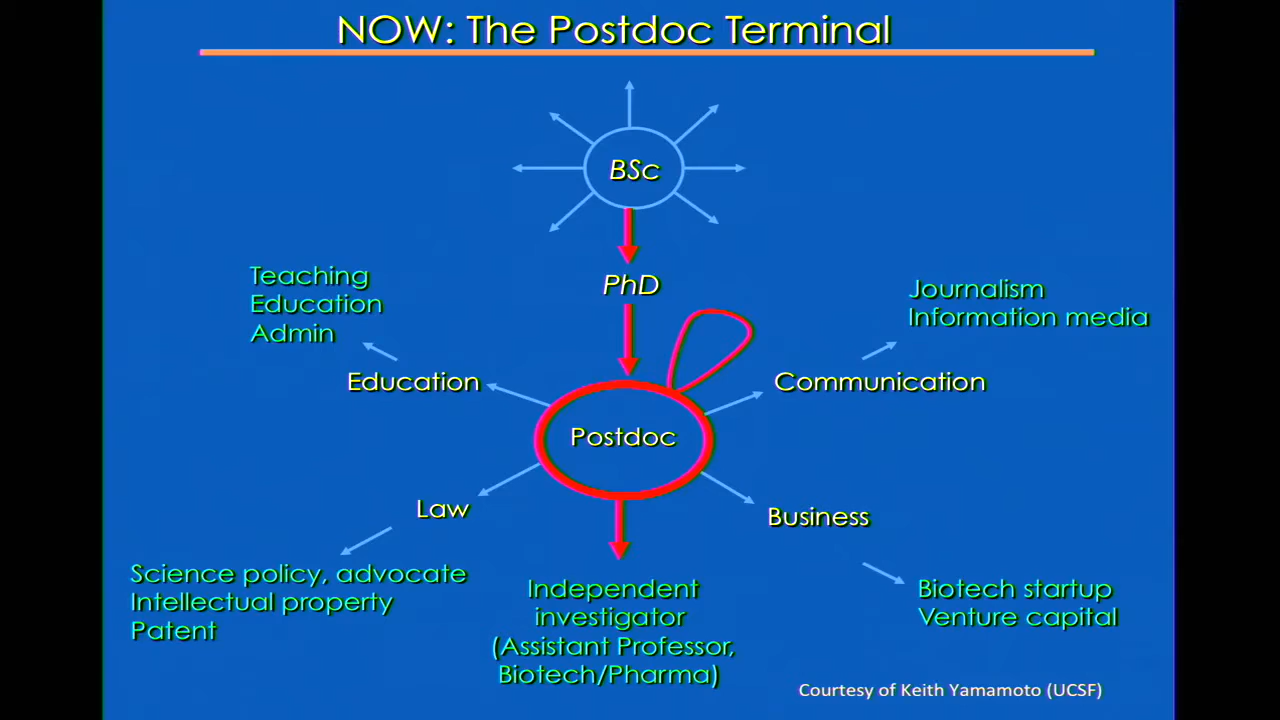 NOW: The Postdoc Terminal
BSc
PhD
Teaching
Education
Admin
Journalism
Information media
Education
Communication
Postdoc
Law
Business
Science policy, advocate
Intellectual property
Patent
Independent
investigator
(Assistant Professor,
Biotech/Pharma)
Biotech startup
Venture capital
Courtesy of Keith Yamamoto (UCSF)